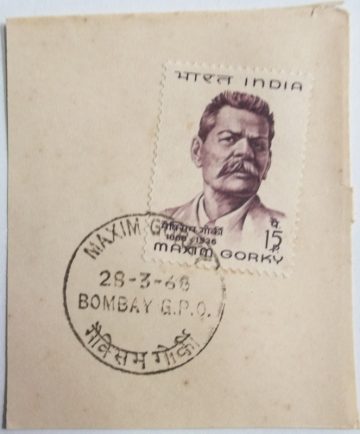 भारत INDIA
मैक्सिम गोर्की
1868-1936
15 पै
MAXIM GORKY
MAXIM
28-3-68
BOMBAY G.P.O.
मैक्सिम गोर्की